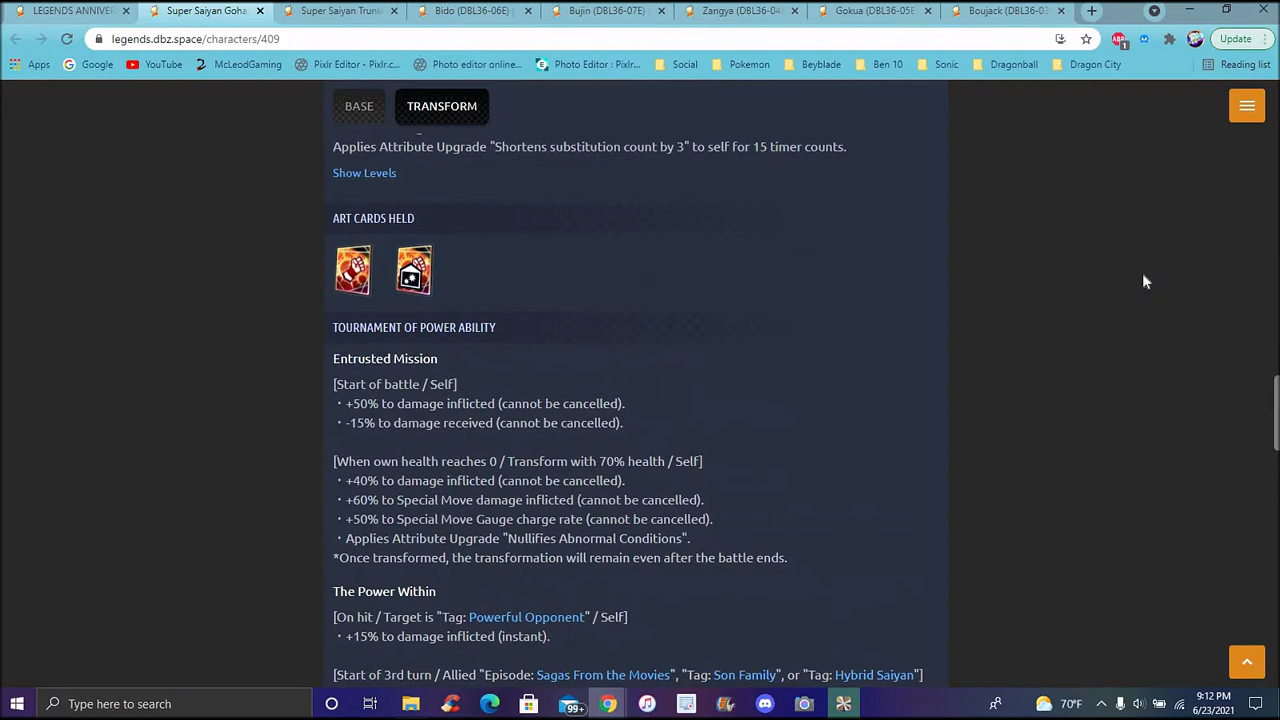 LEGENDS ANNIVER
Super Saiyan Goha
Super Saiyan Trunk
Bido (DBL36-06E)
Bujin (DBL36-07E)
Zangya (DBL36-04
Gokua (DBL36-05E
Boujack (DBL36-03
legends.dbz.space/characters/409
ABP
1
Update
Apps
Google
YouTube
McLeodGaming
Pixlr Editor - Pixlr.c...
Photo editor online...
Photo Editor : Pixlr...
Social
Pokemon
Beyblade
Ben 10
Sonic
Dragonball
Dragon City
Reading list
BASE
TRANSFORM
Applies Attribute Upgrade "Shortens substitution count by 3" to self for 15 timer counts.
Show Levels
ART CARDS HELD
TOURNAMENT OF POWER ABILITY
Entrusted Mission
[Start of battle / Self]
・+50% to damage inflicted (cannot be cancelled).
・-15% to damage received (cannot be cancelled).
[When own health reaches 0 / Transform with 70% health / Self]
・+40% to damage inflicted (cannot be cancelled).
・+60% to Special Move damage inflicted (cannot be cancelled).
・+50% to Special Move Gauge charge rate (cannot be cancelled).
・Applies Attribute Upgrade "Nullifies Abnormal Conditions".
*Once transformed, the transformation will remain even after the battle ends.
The Power Within
[On hit / Target is "Tag: Powerful Opponent" / Self]
・+15% to damage inflicted (instant).
[Start of 3rd turn / Allied "Episode: Sagas From the Movies", "Tag: Son Family", or "Tag: Hybrid Saiyan"]
Type here to search
99+
70°F
9:12 PM
6/23/2021